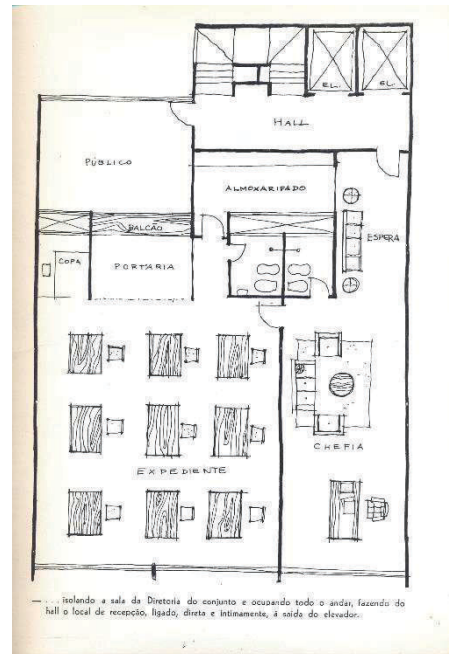 EL.
EL.
HALL
PÚBLICO
ALMOXARIFADO
BALCÃO
ESPERA
COPA
PORTARIA
CHEFIA
EXPEDIENTE
— . . . isolando a sala da Diretoria do conjunto e ocupando todo o andar, fazendo do
hall o local de recepção, ligado, direta e intimamente, á saída do elevador.